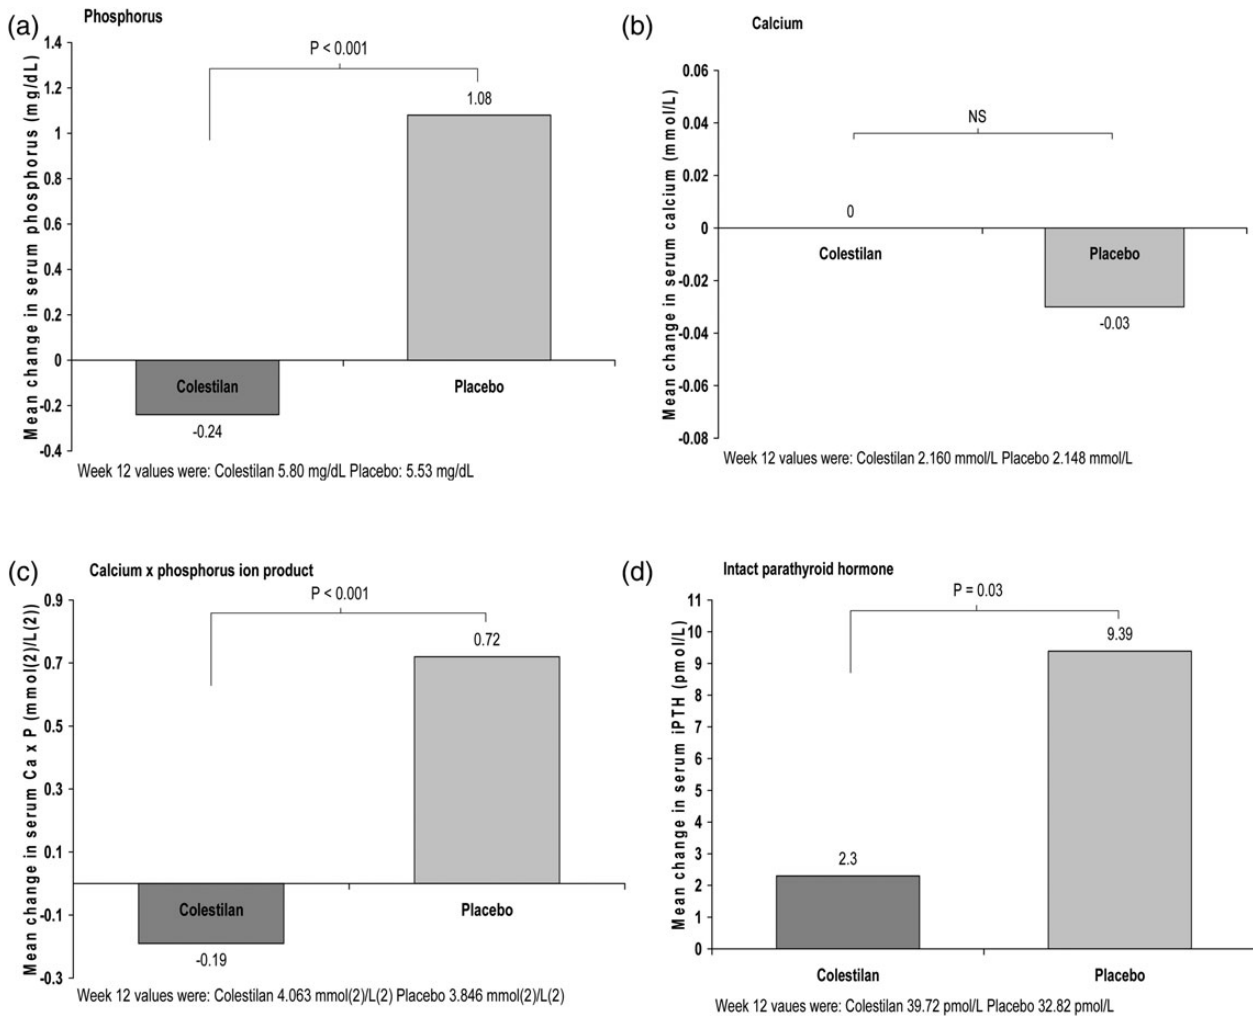 (a)
Phosphorus
Mean change in serum phosphorus (mg/dL)
1.4
1.2
1
0.8
0.6
0.4
0.2
0
-0.2
-0.4
P < 0.001
1.08
Colestilan
Placebo
-0.24
Week 12 values were: Colestilan 5.80 mg/dL Placebo: 5.53 mg/dL
(b)
Calcium
Mean change in serum calcium (mmol/L)
0.06
0.04
0.02
0
-0.02
-0.04
-0.06
-0.08
NS
0
Colestilan
Placebo
-0.03
Week 12 values were: Colestilan 2.160 mmol/L Placebo 2.148 mmol/L
(c)
Calcium x phosphorus ion product
Mean change in serum Ca x P (mmol(2)/L(2))
0.9
0.7
0.5
0.3
0.1
-0.1
-0.3
P < 0.001
0.72
Colestilan
Placebo
-0.19
Week 12 values were: Colestilan 4.063 mmol(2)/L(2) Placebo 3.846 mmol(2)/L(2)
(d)
Intact parathyroid hormone
Mean change in serum iPTH (pmol/L)
11
10
9
8
7
6
5
4
3
2
1
0
P = 0.03
9.39
2.3
Colestilan
Placebo
Week 12 vaues were: Colestilan 39.72 pmol/L Placebo 32.82 pmol/L